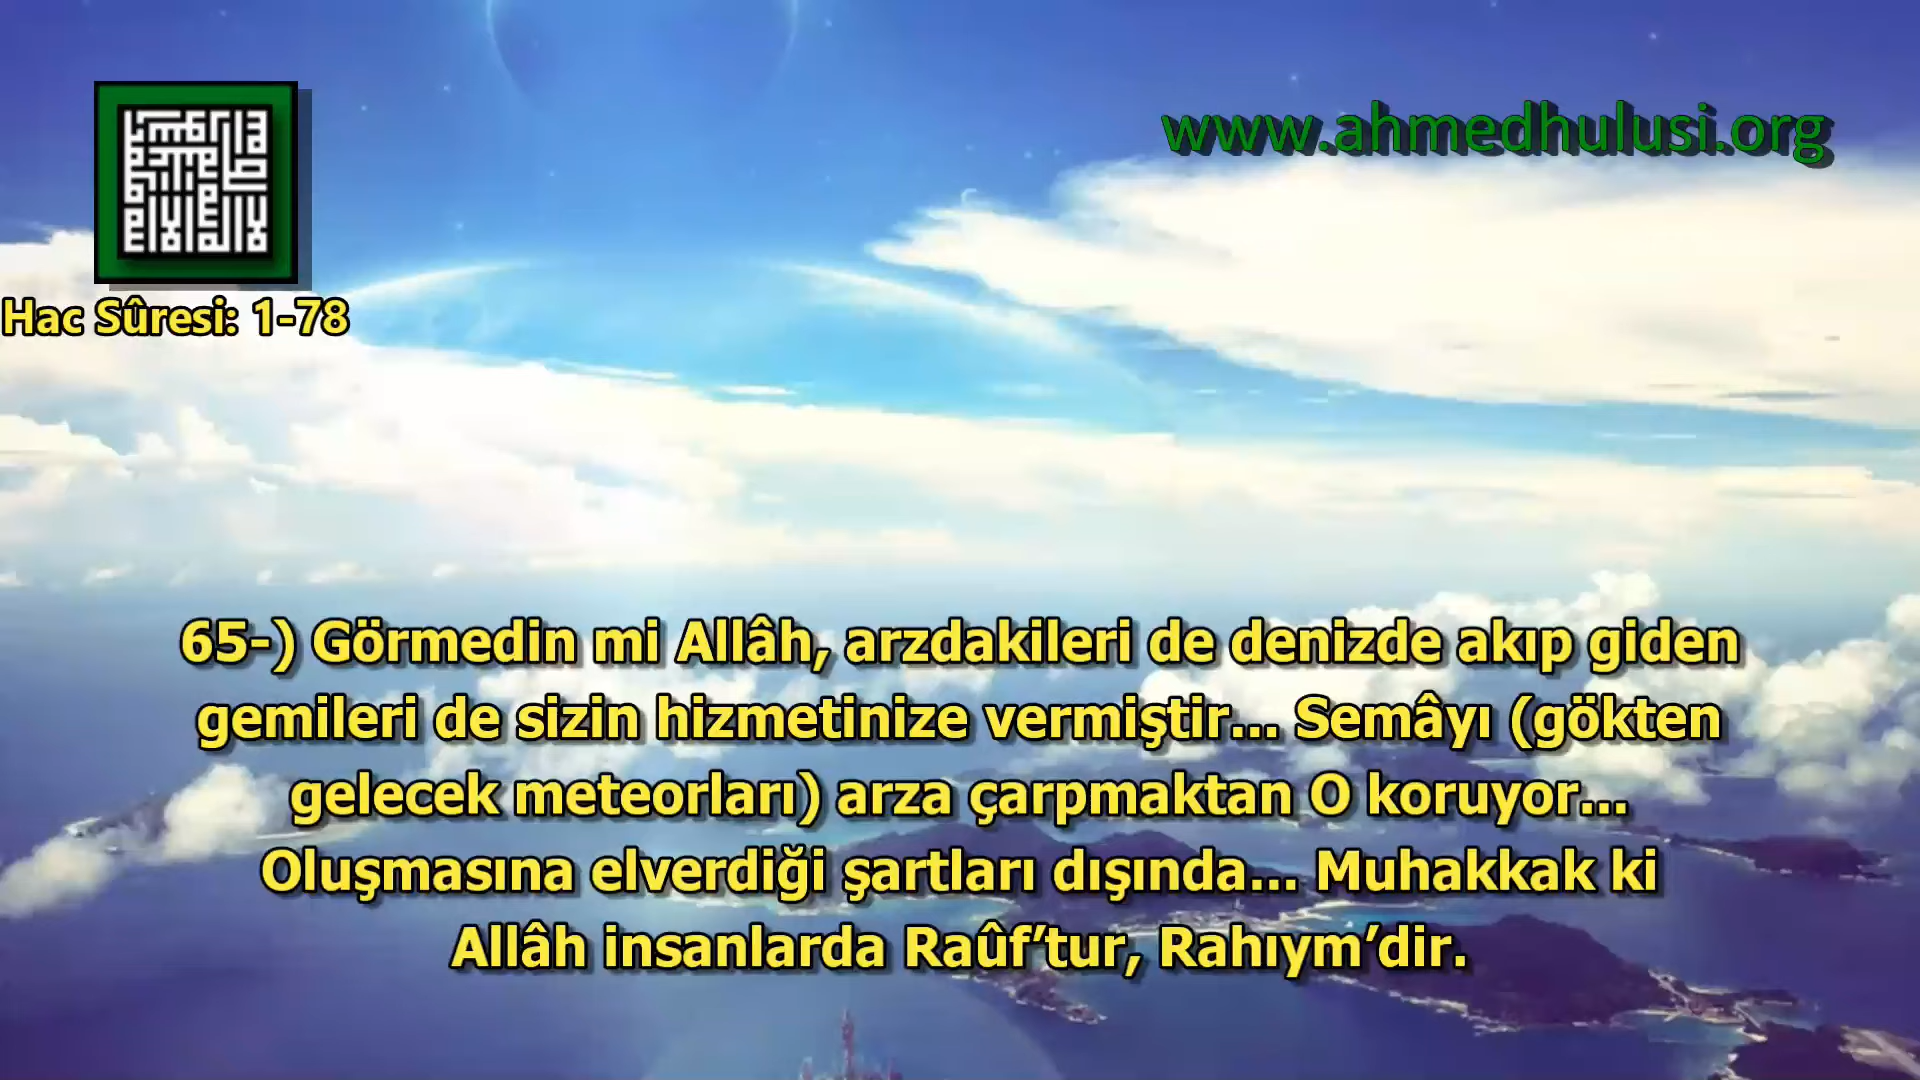 www.ahmedhulusi.org
Hac Sûresi: 1-78
65-) Görmedin mi Allâh, arzdakileri de denizde akıp giden
gemileri de sizin hizmetinize vermiştir... Semâyı (gökten
gelecek meteorları) arza çarpmaktan O koruyor...
Oluşmasına elverdiği şartları dışında... Muhakkak ki
Allâh insanlarda Raûf’tur, Rahıym’dir.